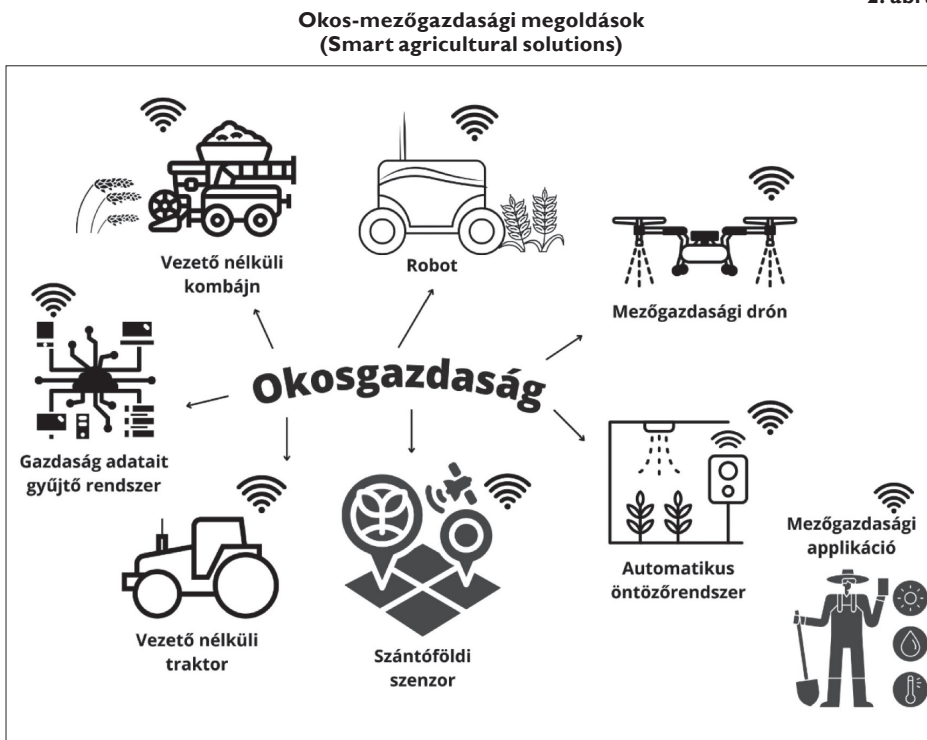 Okos-mezőgazdasági megoldások
(Smart agricultural solutions)
Vezető nélküli
kombájn
Robot
Mezőgazdasági drón
Okosgazdaság
Gazdaság adatait
gyűjtő rendszer
Vezető nélküli
traktor
Szántóföldi
szenzor
Automatikus
öntözőrendszer
Mezőgazdasági
applikáció